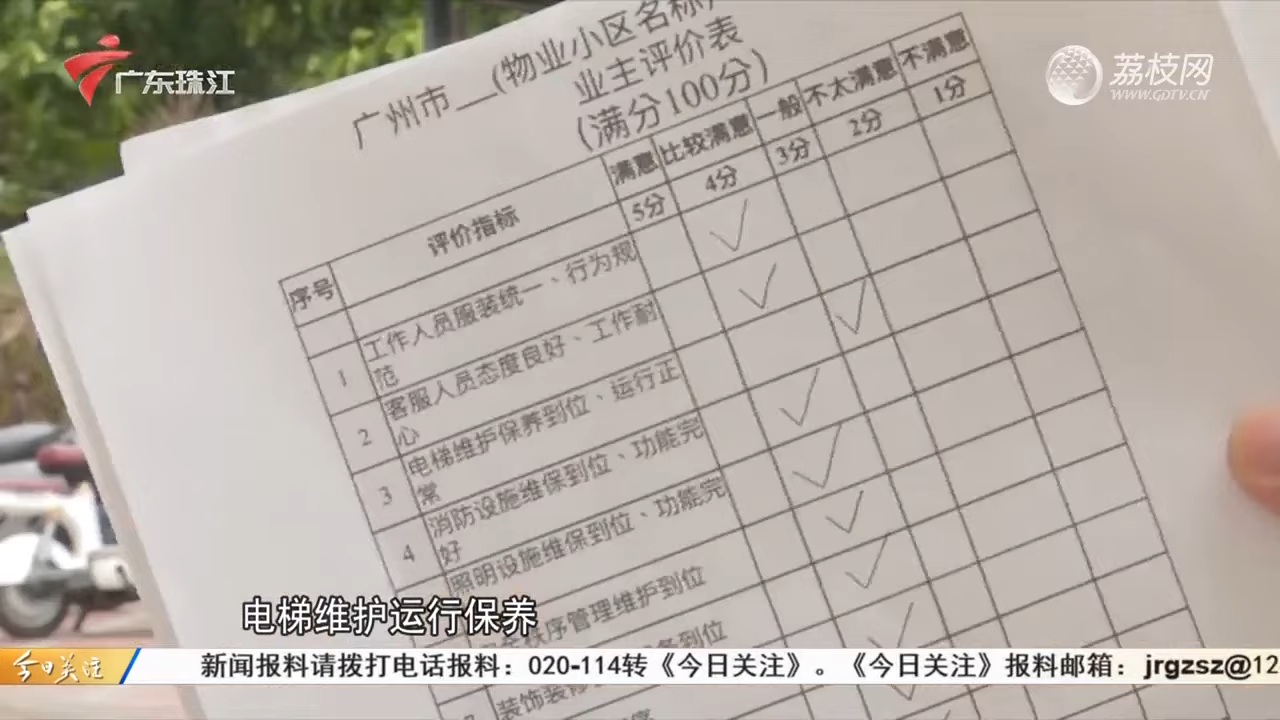 广东珠江
荔枝网
WWW.GDTV.CN
广州市__(物业小区名称)
业主评价表
(满分100分)
序号
评价指标
满意
比较满意
一般
不太满意
不满意
5分
4分
3分
2分
1分
1
工作人员服装统一、行为规
范
2
客服人员态度良好、工作耐
心
3
电梯维护保养到位、运行正
常
4
消防设施维保到位、功能完
好
照明设施维保到位、功能完
秩序管理维护到位
到位
装饰装修
电梯维护运行保养
今日关注
新闻报料请拨打电话报料：020-114转《今日关注》。《今日关注》报料邮箱：jrgzsz@12